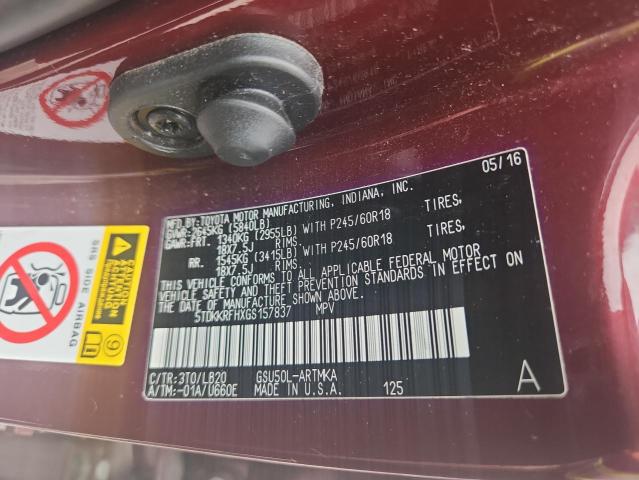 05/16
MFD. BY: TOYOTA MOTOR MANUFACTURING, INDIANA, INC.
GVWR: 2645KG (5840LB)
GAWR: FRT. 1340KG (2955LB) WITH P245/60R18 TIRES,
18X7.5J RIMS.
RR. 1545KG (3415LB) WITH P245/60R18 TIRES,
18X7.5J RIMS.
THIS VEHICLE CONFORMS TO ALL APPLICABLE FEDERAL MOTOR
VEHICLE SAFETY AND THEFT PREVENTION STANDARDS IN EFFECT ON
THE DATE OF MANUFACTURE SHOWN ABOVE.
5TDKKRFHXGS157837 MPV
C/TR: 3T0/LB20 GSU50L-ARTMKA
A/TM: -01A/U660E MADE IN U.S.A. 125 A
SRS SIDE AIRBAG
CAUTION
9